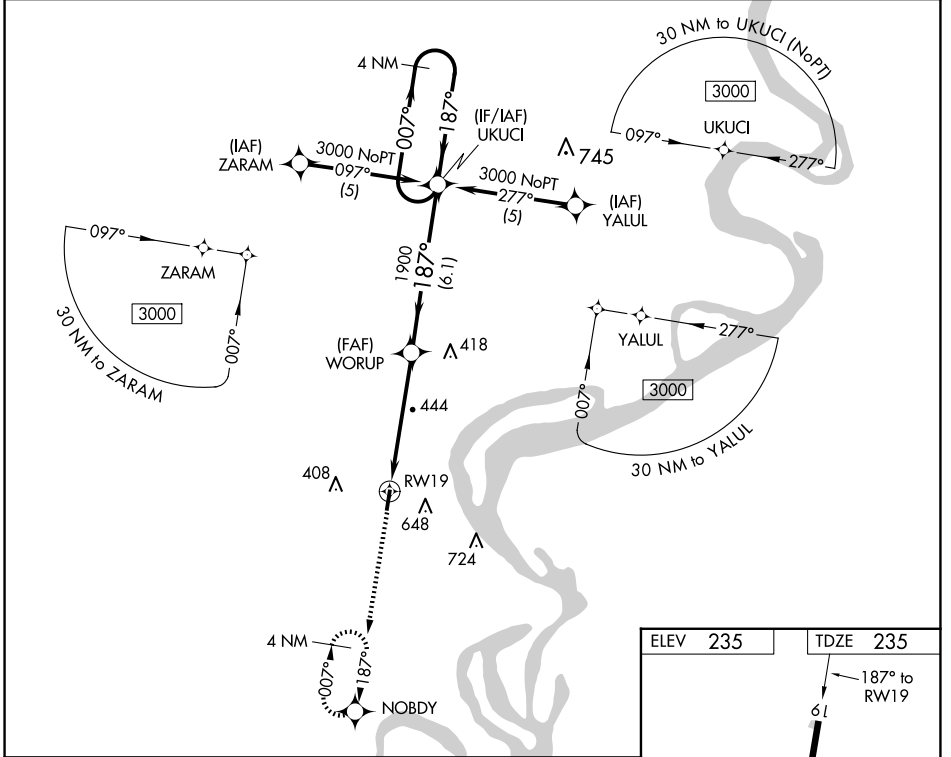 30 NM to UKUCI (NoPT)
3000
097°
UKUCI
277°
4 NM
007°
187°
(IF/IAF)
UKUCI
(IAF)
ZARAM
3000 NoPT
097°
(5)
745
3000 NoPT
277°
(5)
(IAF)
YALUL
097°
ZARAM
3000
007°
30 NM to ZARAM
1900
187°
(6.1)
YALUL
277°
3000
007°
30 NM to YALUL
(FAF)
WORUP
418
444
408
RW19
648
724
4 NM
007°
187°
NOBDY
ELEV 235
TDZE 235
187° to
RW19
19